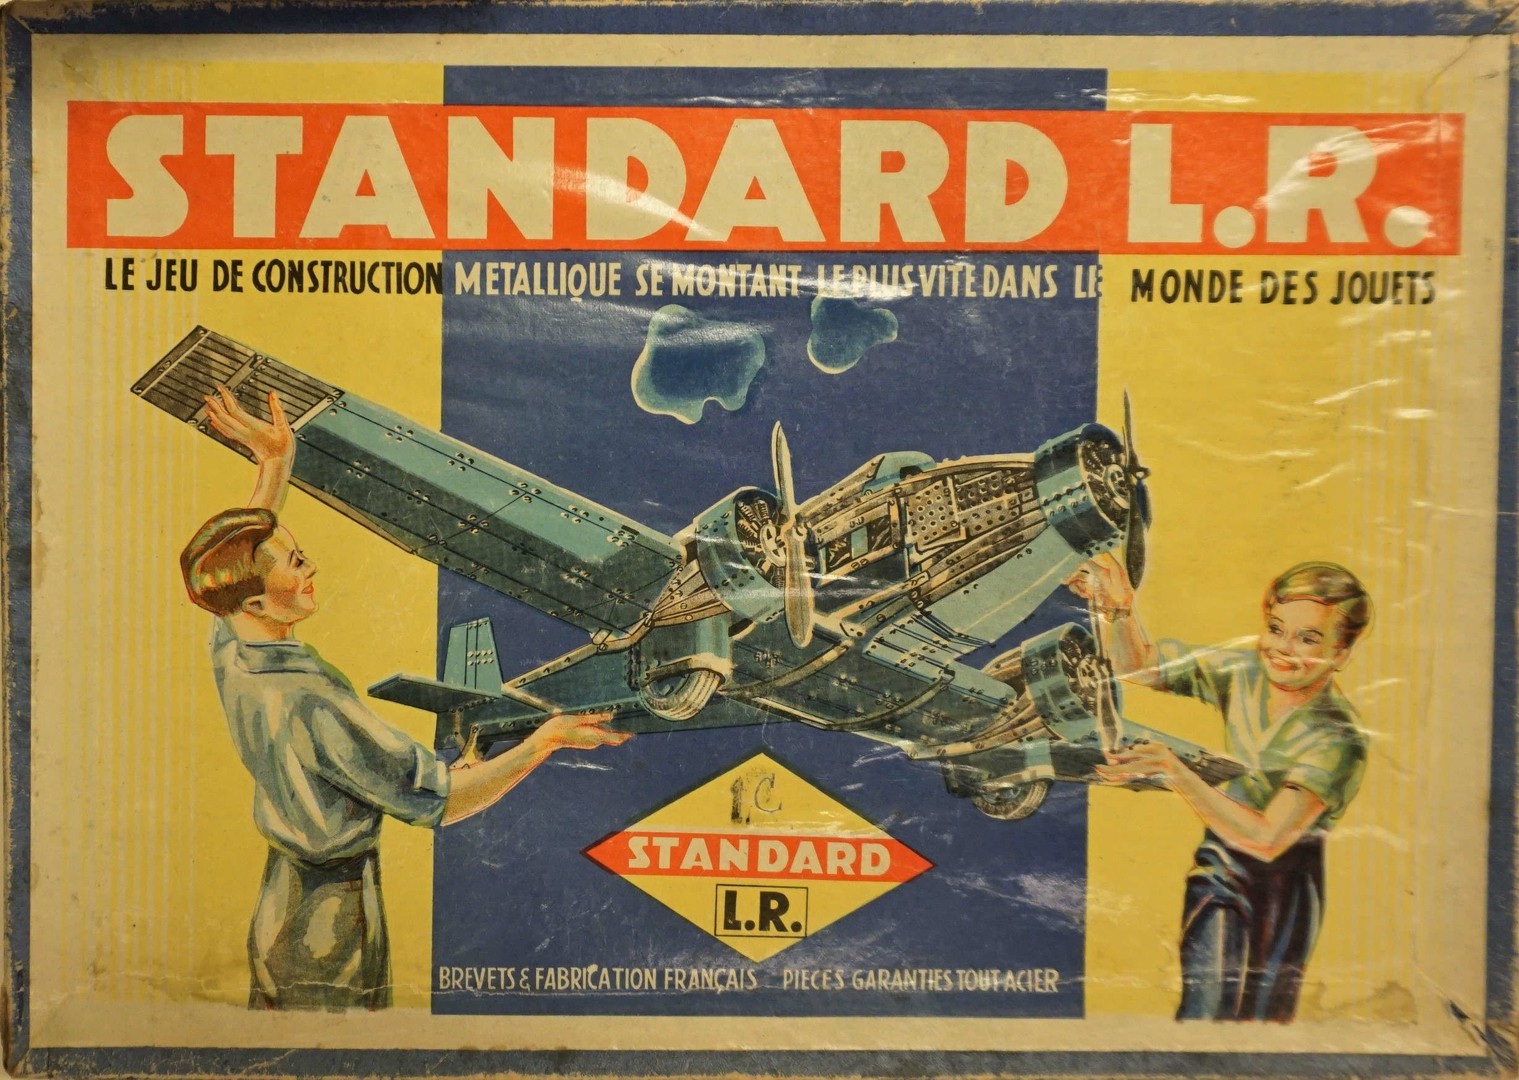 STANDARD L.R.
LE JEU DE CONSTRUCTION METALLIQUE SE MONTANT LE PLUS VITE DANS LE MONDE DES JOUETS
1C
STANDARD
L.R.
BREVETS & FABRICATION FRANÇAIS PIECES GARANTIES TOUT ACIER